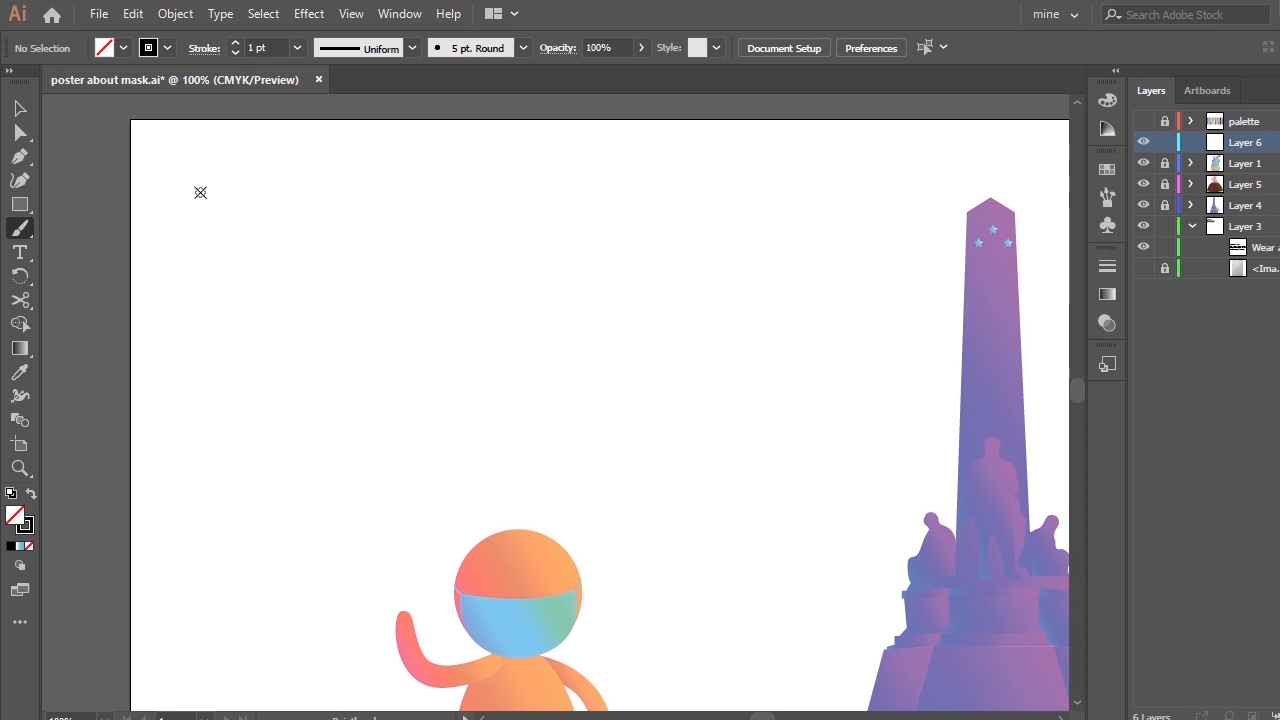 Ai File Edit Object Type Select Effect View Window Help mine Search Adobe Stock
No Selection Stroke: 1 pt Uniform 5 pt. Round Opacity: 100% Style: Document Setup Preferences
poster about mask.ai* @ 100% (CMYK/Preview)
Layers Artboards
palette
Layer 6
Layer 1
Layer 5
Layer 4
Layer 3
Wear a
<Ima...
6 Layers